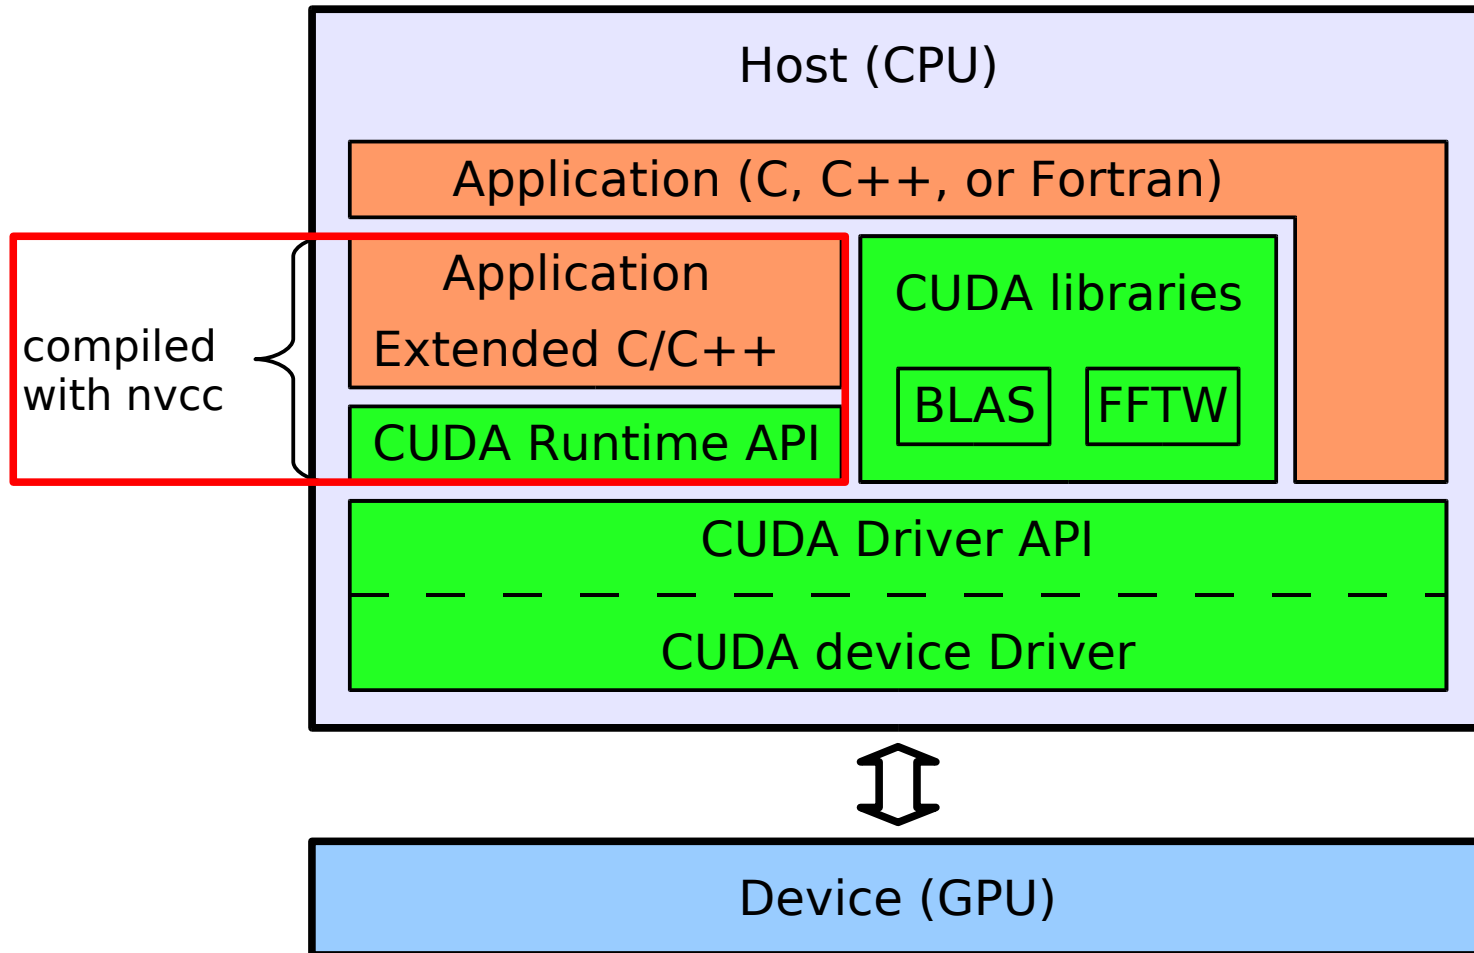 Host (CPU)
Application (C, C++, or Fortran)
compiled
with nvcc
Application
Extended C/C++
CUDA Runtime API
CUDA libraries
BLAS
FFTW
CUDA Driver API
CUDA device Driver
Device (GPU)